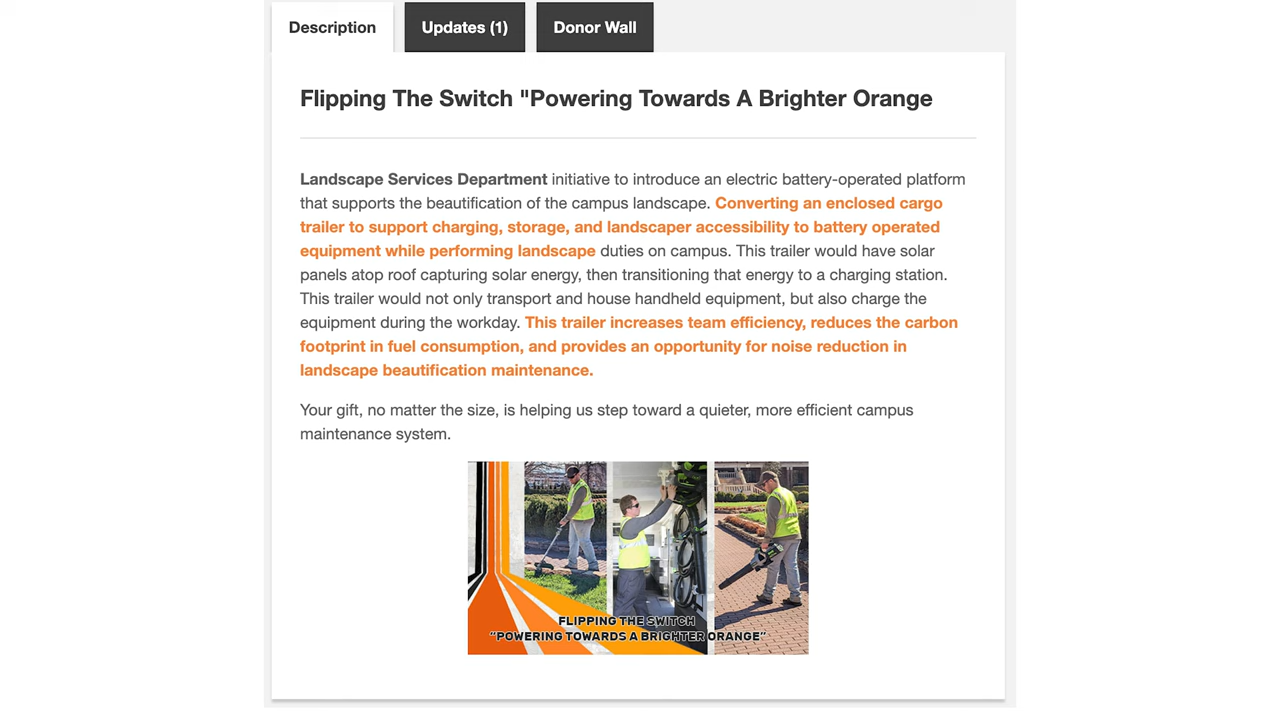 Description
Updates (1)
Donor Wall
Flipping The Switch "Powering Towards A Brighter Orange
Landscape Services Department initiative to introduce an electric battery-operated platform
that supports the beautification of the campus landscape. Converting an enclosed cargo
trailer to support charging, storage, and landscaper accessibility to battery operated
equipment while performing landscape duties on campus. This trailer would have solar
panels atop roof capturing solar energy, then transitioning that energy to a charging station.
This trailer would not only transport and house handheld equipment, but also charge the
equipment during the workday. This trailer increases team efficiency, reduces the carbon
footprint in fuel consumption, and provides an opportunity for noise reduction in
landscape beautification maintenance.
Your gift, no matter the size, is helping us step toward a quieter, more efficient campus
maintenance system.
FLIPPING THE SWITCH
"POWERING TOWARDS A BRIGHTER ORANGE"